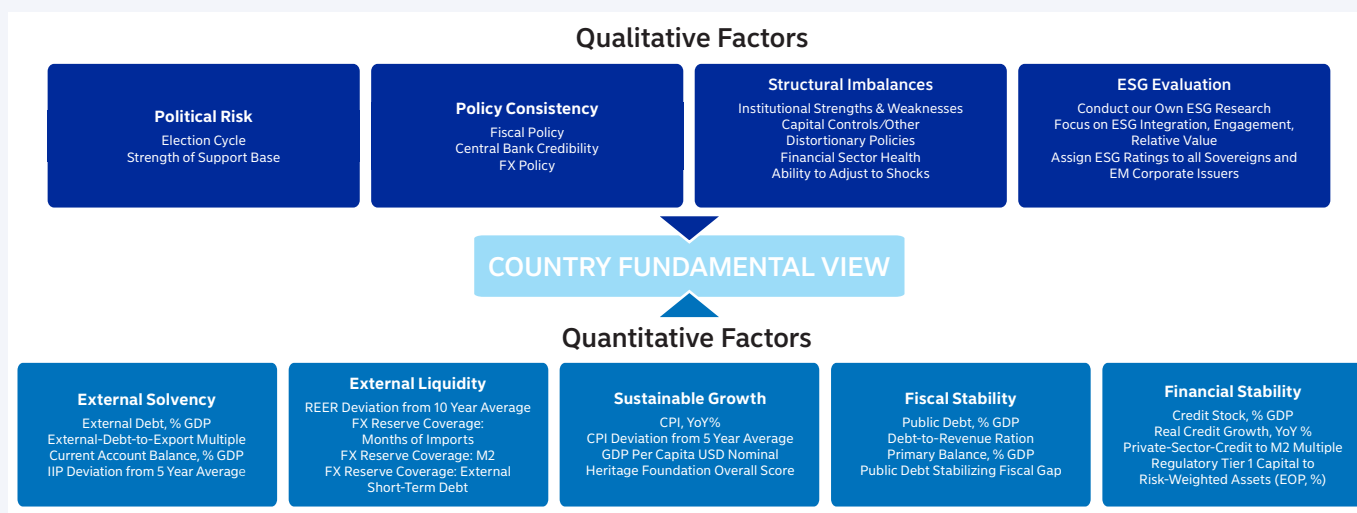 Qualitative Factors
Political Risk
Election Cycle
Strength of Support Base
Policy Consistency
Fiscal Policy
Central Bank Credibility
FX Policy
Structural Imbalances
Institutional Strengths & Weaknesses
Capital Controls/Other
Distortionary Policies
Financial Sector Health
Ability to Adjust to Shocks
ESG Evaluation
Conduct our Own ESG Research
Focus on ESG Integration, Engagement,
Relative Value
Assign ESG Ratings to all Sovereigns and
EM Corporate Issuers
COUNTRY FUNDAMENTAL VIEW
Quantitative Factors
External Solvency
External Debt, % GDP
External-Debt-to-Export Multiple
Current Account Balance, % GDP
IIP Deviation from 5 Year Average
External Liquidity
REER Deviation from 10 Year Average
FX Reserve Coverage:
Months of Imports
FX Reserve Coverage: M2
FX Reserve Coverage: External
Short-Term Debt
Sustainable Growth
CPI, YoY%
CPI Deviation from 5 Year Average
GDP Per Capita USD Nominal
Heritage Foundation Overall Score
Fiscal Stability
Public Debt, % GDP
Debt-to-Revenue Ration
Primary Balance, % GDP
Public Debt Stabilizing Fiscal Gap
Financial Stability
Credit Stock, % GDP
Real Credit Growth, YoY %
Private-Sector-Credit to M2 Multiple
Regulatory Tier 1 Capital to
Risk-Weighted Assets (EOP, %)